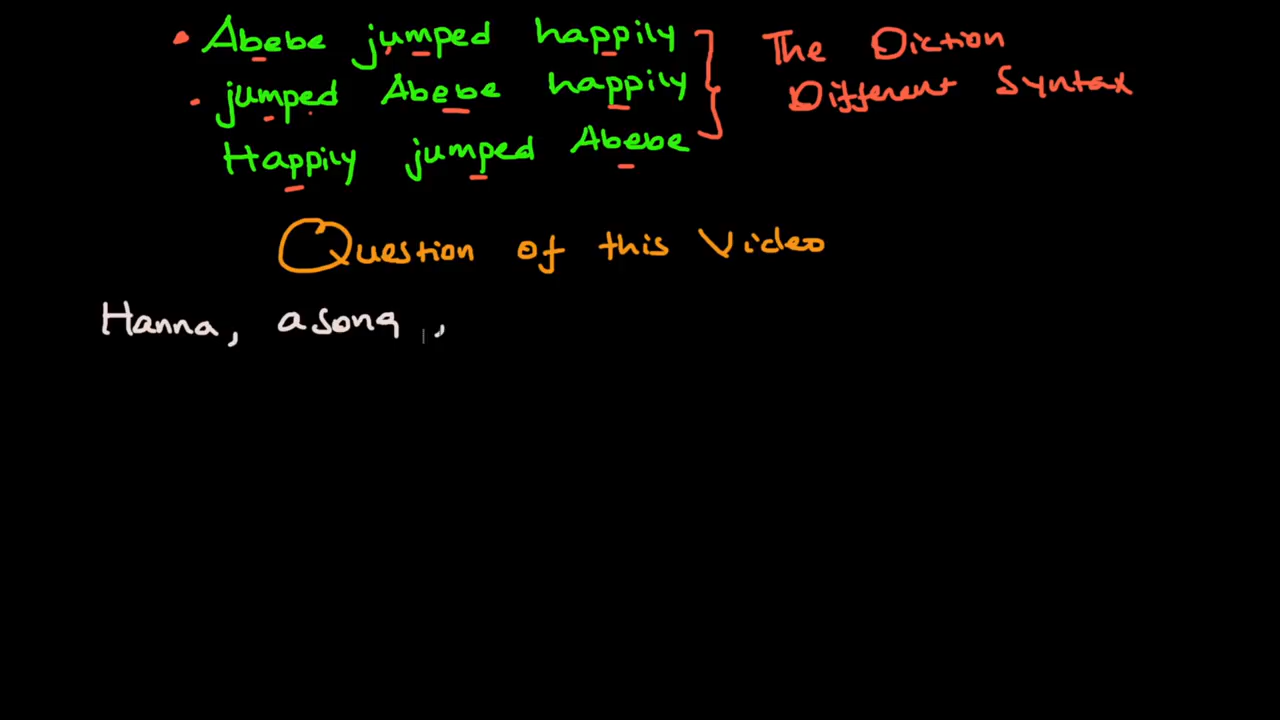 Abebe jumped happily
The Diction
jumped Abebe happily
Different Syntax
Happily jumped Abebe
Question of this Video
Hanna, a song ,